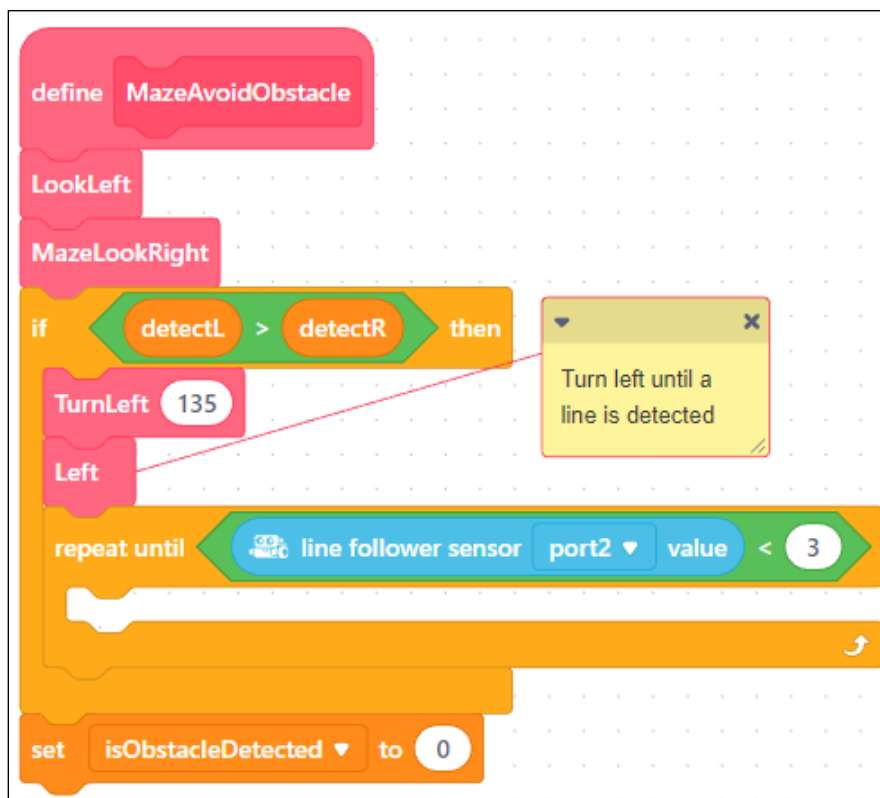 define MazeAvoidObstacle
LookLeft
MazeLookRight
if detectL > detectR then
TurnLeft 135
Turn left until a
line is detected
Left
repeat until line follower sensor port2 value < 3
set isObstacleDetected to 0